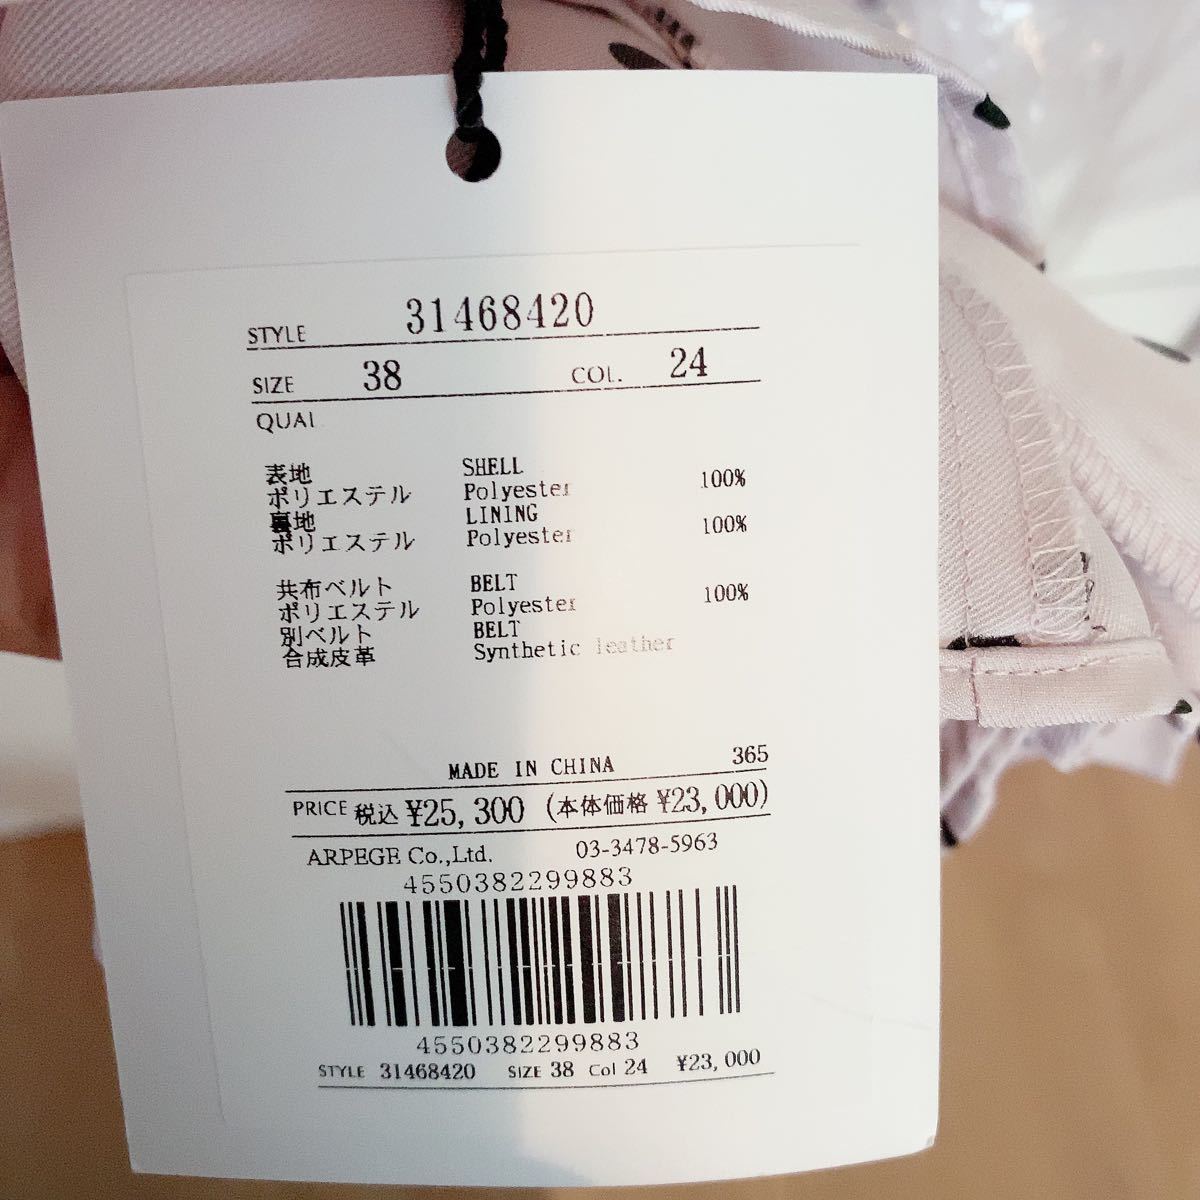 STYLE 31468420
SIZE 38 COL. 24
QUAL
表地 SHELL
ポリエステル Polyester 100%
裏地 LINING
ポリエステル Polyester 100%
共布ベルト BELT
ポリエステル Polyester 100%
別ベルト BELT
合成皮革 Synthetic leather
MADE IN CHINA 365
PRICE 税込 ¥25,300 (本体価格 ¥23,000)
ARPEGE Co.,Ltd. 03-3478-5963
4550382299883
4550382299883
STYLE 31468420 SIZE 38 Col 24 ¥23,000